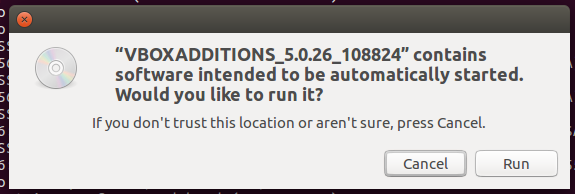 “VBOXADDITIONS_5.0.26_108824” contains
software intended to be automatically started.
Would you like to run it?
If you don't trust this location or aren't sure, press Cancel.
Cancel Run